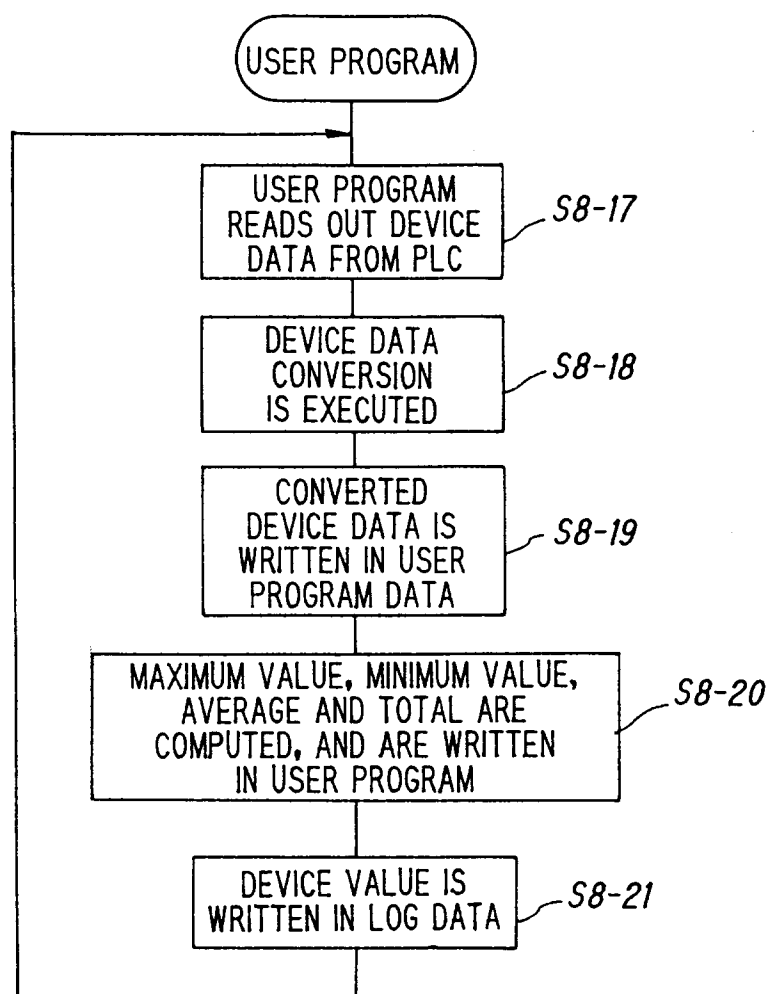 USER PROGRAM
USER PROGRAM
READS OUT DEVICE
DATA FROM PLC
S8-17
DEVICE DATA
CONVERSION
IS EXECUTED
S8-18
CONVERTED
DEVICE DATA IS
WRITTEN IN USER
PROGRAM DATA
S8-19
MAXIMUM VALUE, MINIMUM VALUE,
AVERAGE AND TOTAL ARE
COMPUTED, AND ARE WRITTEN
IN USER PROGRAM
S8-20
DEVICE VALUE IS
WRITTEN IN LOG DATA
S8-21